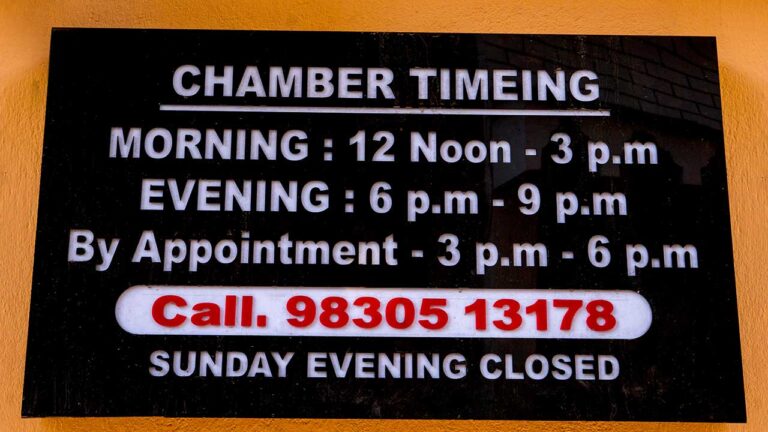 CHAMBER TIMEING
MORNING : 12 Noon - 3 p.m
EVENING : 6 p.m - 9 p.m
By Appointment - 3 p.m - 6 p.m
Call. 98305 13178
SUNDAY EVENING CLOSED